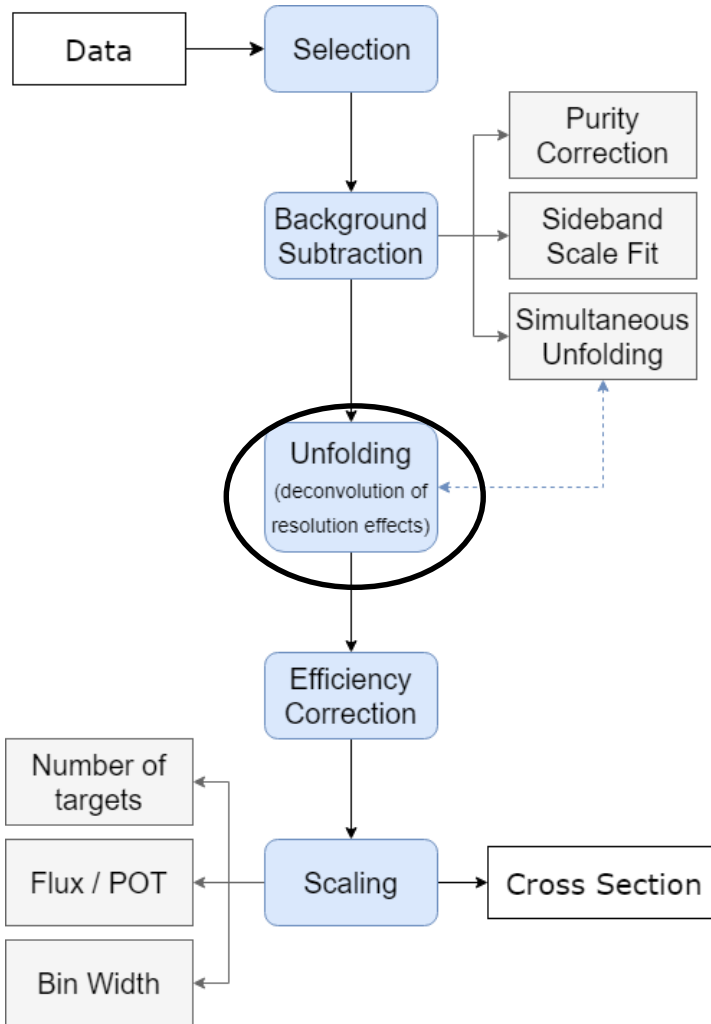 Data
Selection
Purity
Correction
Background
Subtraction
Sideband
Scale Fit
Simultaneous
Unfolding
Unfolding
(deconvolution of
resolution effects)
Efficiency
Correction
Number of
targets
Flux / POT
Scaling
Cross Section
Bin Width